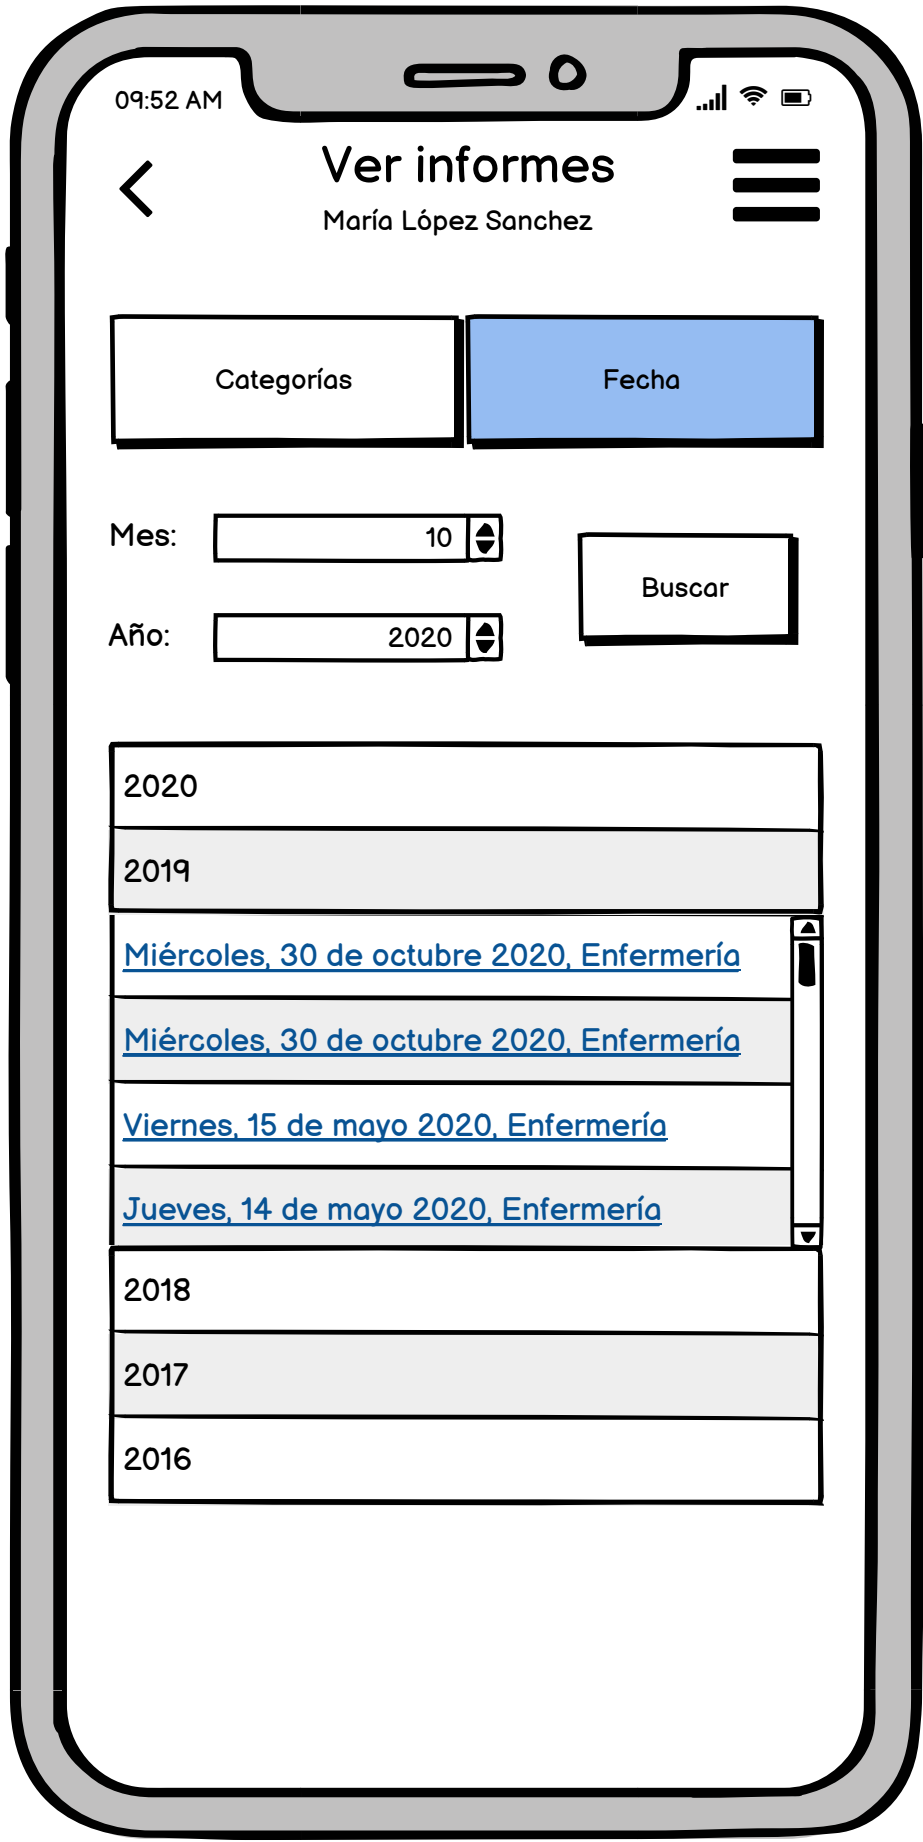 09:52 AM
Ver informes
María López Sanchez
Categorías
Fecha
Mes:
10
Buscar
Año:
2020
2020
2019
Miércoles, 30 de octubre 2020, Enfermería
Miércoles, 30 de octubre 2020, Enfermería
Viernes, 15 de mayo 2020, Enfermería
Jueves, 14 de mayo 2020, Enfermería
2018
2017
2016